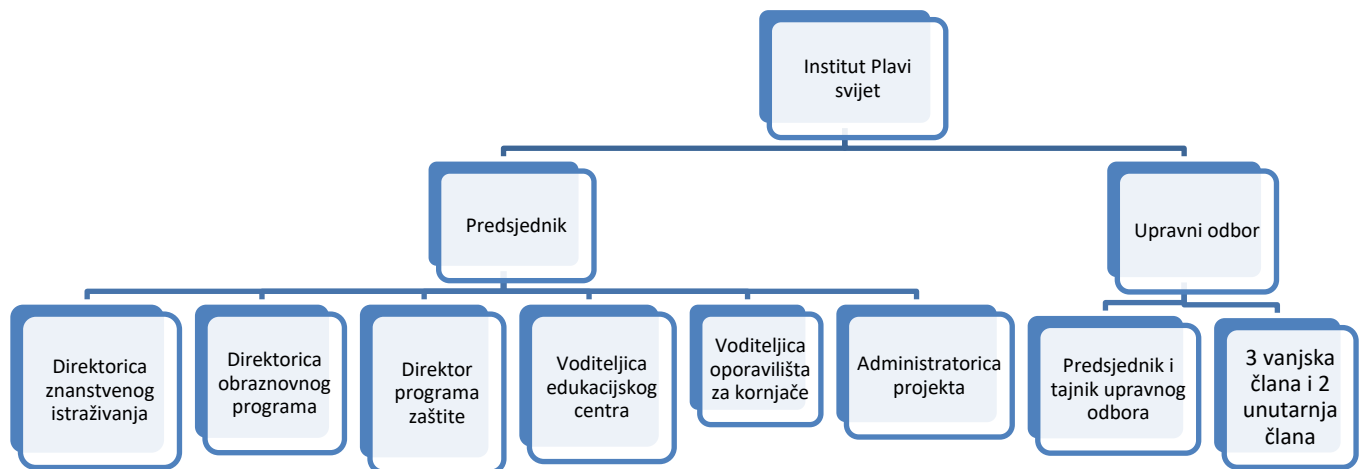 Institut Plavi
svijet
Predsjednik
Upravni odbor
Direktorica
znanstvenog
istraživanja
Direktorica
obraznovnog
programa
Direktor
programa
zaštite
Voditeljica
edukacijskog
centra
Voditeljica
oporavilišta
za kornjače
Administratorica
projekta
Predsjednik i
tajnik upravnog
odbora
3 vanjska
člana i 2
unutarnja
člana